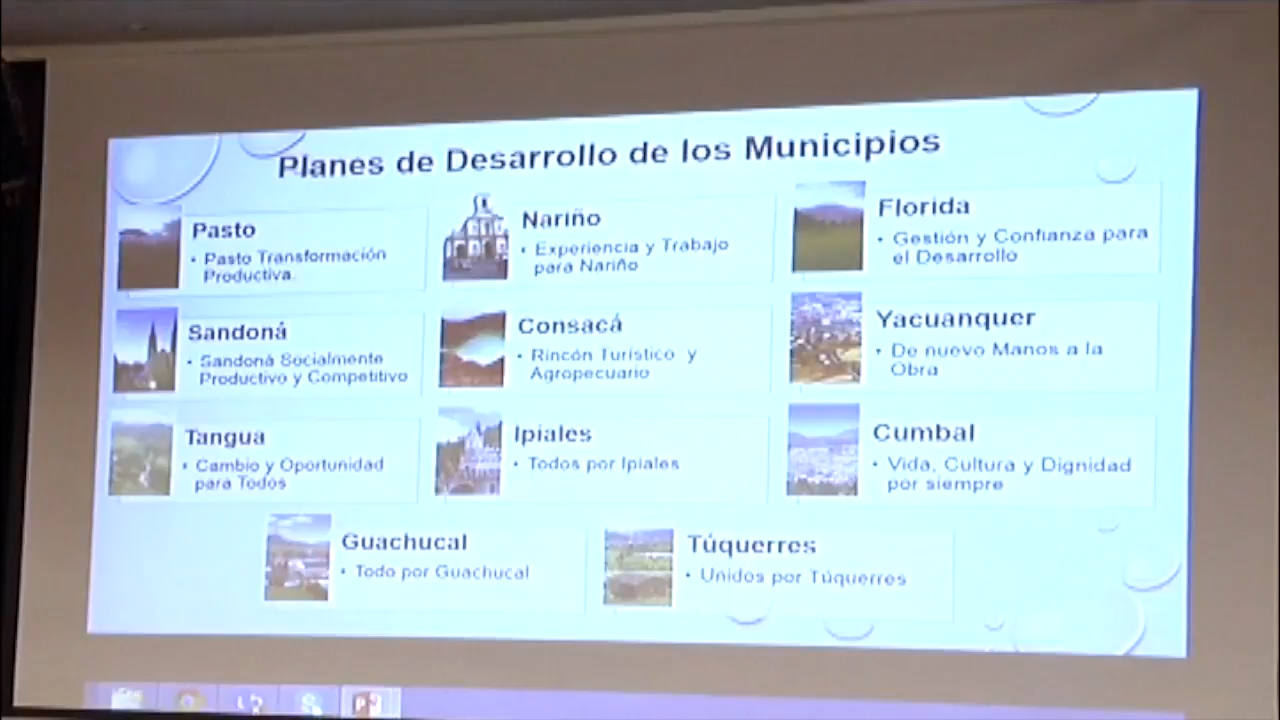 Planes de Desarrollo de los Municipios
Pasto
• Pasto Transformación
Productiva.
Nariño
• Experiencia y Trabajo
para Nariño
Florida
• Gestión y Confianza para
el Desarrollo
Sandoná
• Sandoná Socialmente
Productivo y Competitivo
Consacá
• Rincón Turístico y
Agropecuario
Yacuanquer
• De nuevo Manos a la
Obra
Tangua
• Cambio y Oportunidad
para Todos
Ipiales
• Todos por Ipiales
Cumbal
• Vida, Cultura y Dignidad
por siempre
Guachucal
• Todo por Guachucal
Túquerres
• Unidos por Túquerres